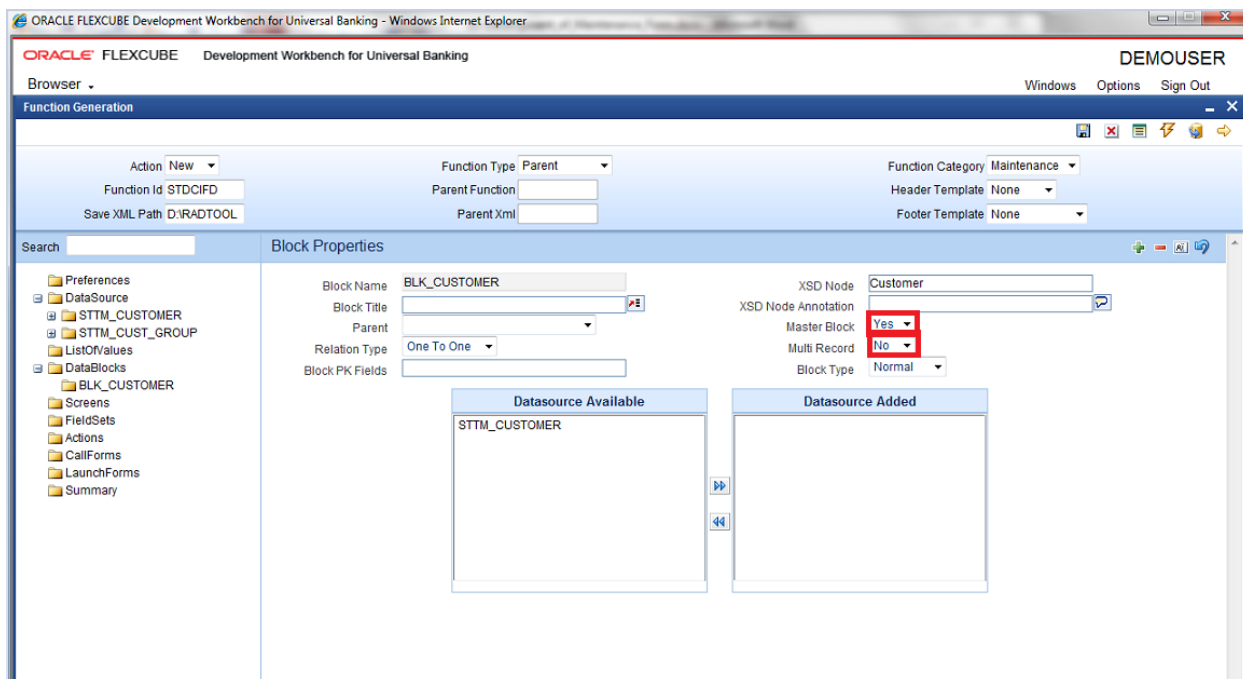 ORACLE FLEXCUBE Development Workbench for Universal Banking - Windows Internet Explorer
ORACLE FLEXCUBE Development Workbench for Universal Banking
DEMOUSER
Browser
Windows Options Sign Out
Function Generation
Action New
Function Type Parent
Function Category Maintenance
Function Id STDCIFD
Parent Function
Header Template None
Save XML Path D:\RADTOOL
Parent Xml
Footer Template None
Search
Preferences
DataSource
STTM_CUSTOMER
STTM_CUST_GROUP
ListOfValues
DataBlocks
BLK_CUSTOMER
Screens
FieldSets
Actions
CallForms
LaunchForms
Summary
Block Properties
Block Name BLK_CUSTOMER
XSD Node Customer
Block Title
XSD Node Annotation
Parent
Master Block Yes
Relation Type One To One
Multi Record No
Block PK Fields
Block Type Normal
Datasource Available
Datasource Added
STTM_CUSTOMER